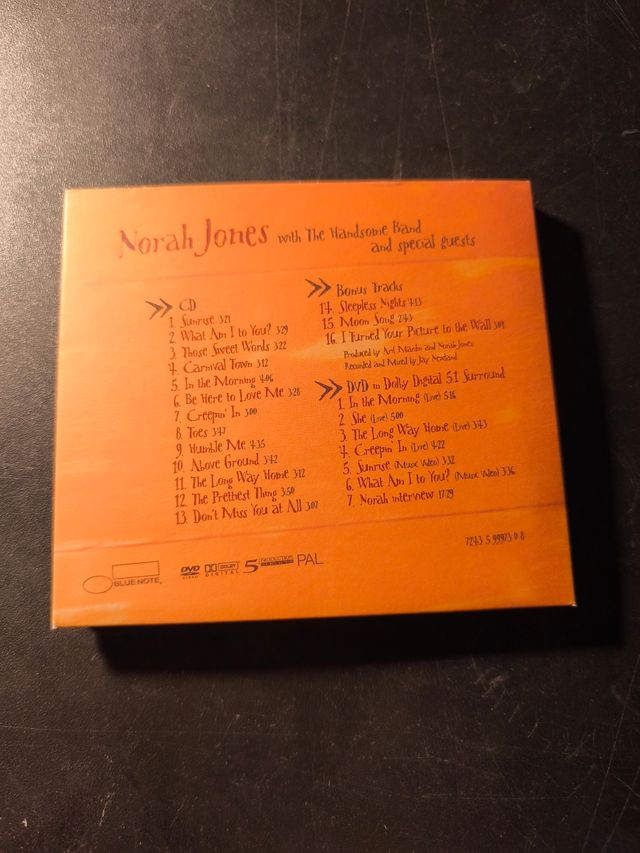 Norah Jones with The Handsome Band
and special guests
CD
1. Sunrise 3:21
2. What Am I to You? 3:29
3. Those Sweet Words 3:22
4. Carnival Town 3:12
5. In the Morning 4:06
6. Be Here to Love Me 3:28
7. Creepin' In 3:00
8. Toes 3:47
9. Humble Me 4:35
10. Above Ground 3:42
11. The Long Way Home 3:12
12. The Prettiest Thing 3:50
13. Don't Miss You at All 3:07
Bonus Tracks
14. Sleepless Nights 4:13
15. Moon Song 2:43
16. I Turned Your Picture to the Wall 3:01
Produced by Arif Mardin and Norah Jones
Recorded and Mixed by Jay Newland
DVD in Dolby Digital 5.1 Surround
1. In the Morning (Live) 5:16
2. She (Live) 5:00
3. The Long Way Home (Live) 3:43
4. Creepin' In (Live) 4:22
5. Sunrise (Music Video) 3:32
6. What Am I to You? (Music Video) 3:36
7. Norah interview 17:29
7243 5 99973 0 8
BLUE NOTE
DVD VIDEO DOLBY DIGITAL 5 PAL